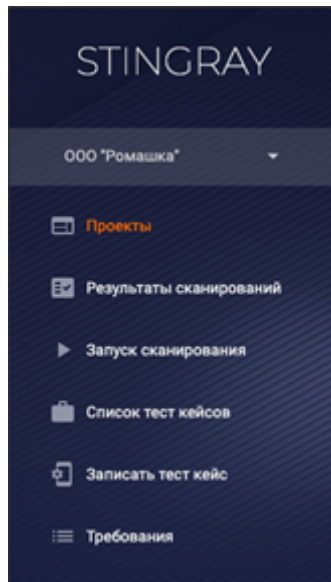 STINGRAY
ООО "Ромашка"
Проекты
Результаты сканирований
Запуск сканирования
Список тест кейсов
Записать тест кейс
Требования